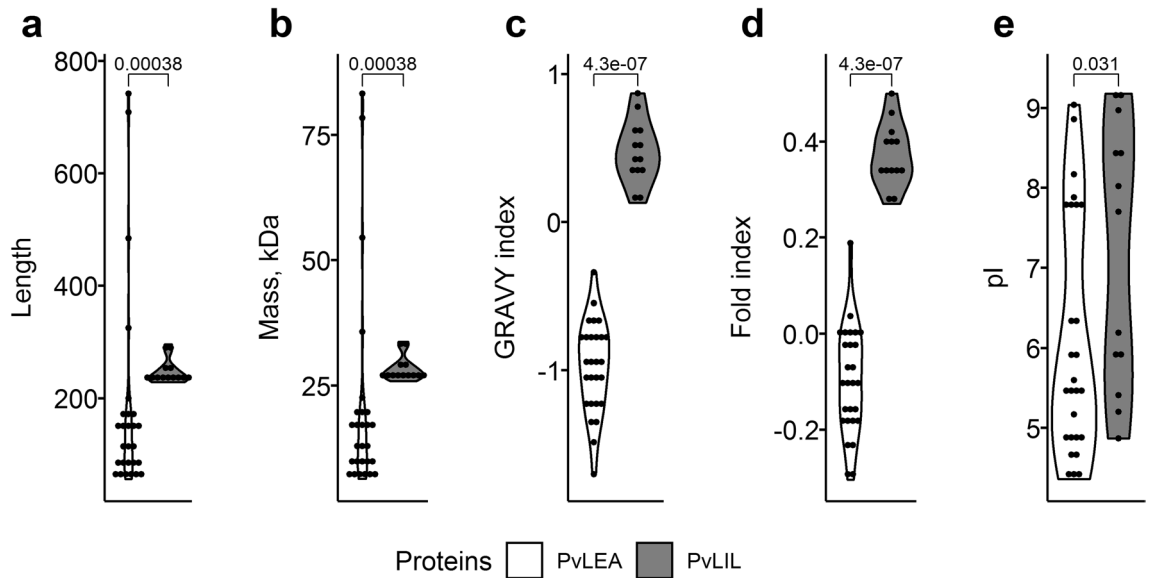 a
0.00038
800
600
400
200
Length
b
0.00038
75
50
25
Mass, kDa
c
4.3e-07
1
0
-1
GRAVY index
d
4.3e-07
0.4
0.2
0.0
-0.2
Fold index
e
0.031
9
8
7
6
5
pI
Proteins PvLEA PvLIL